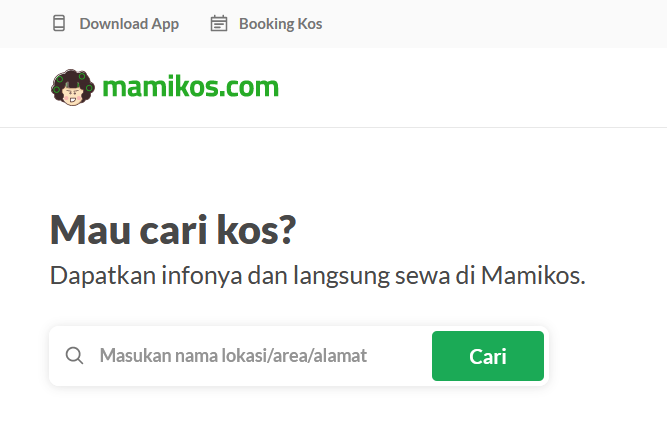 Download App
Booking Kos
mamikos.com
Mau cari kos?
Dapatkan infonya dan langsung sewa di Mamikos.
Masukan nama lokasi/area/alamat
Cari